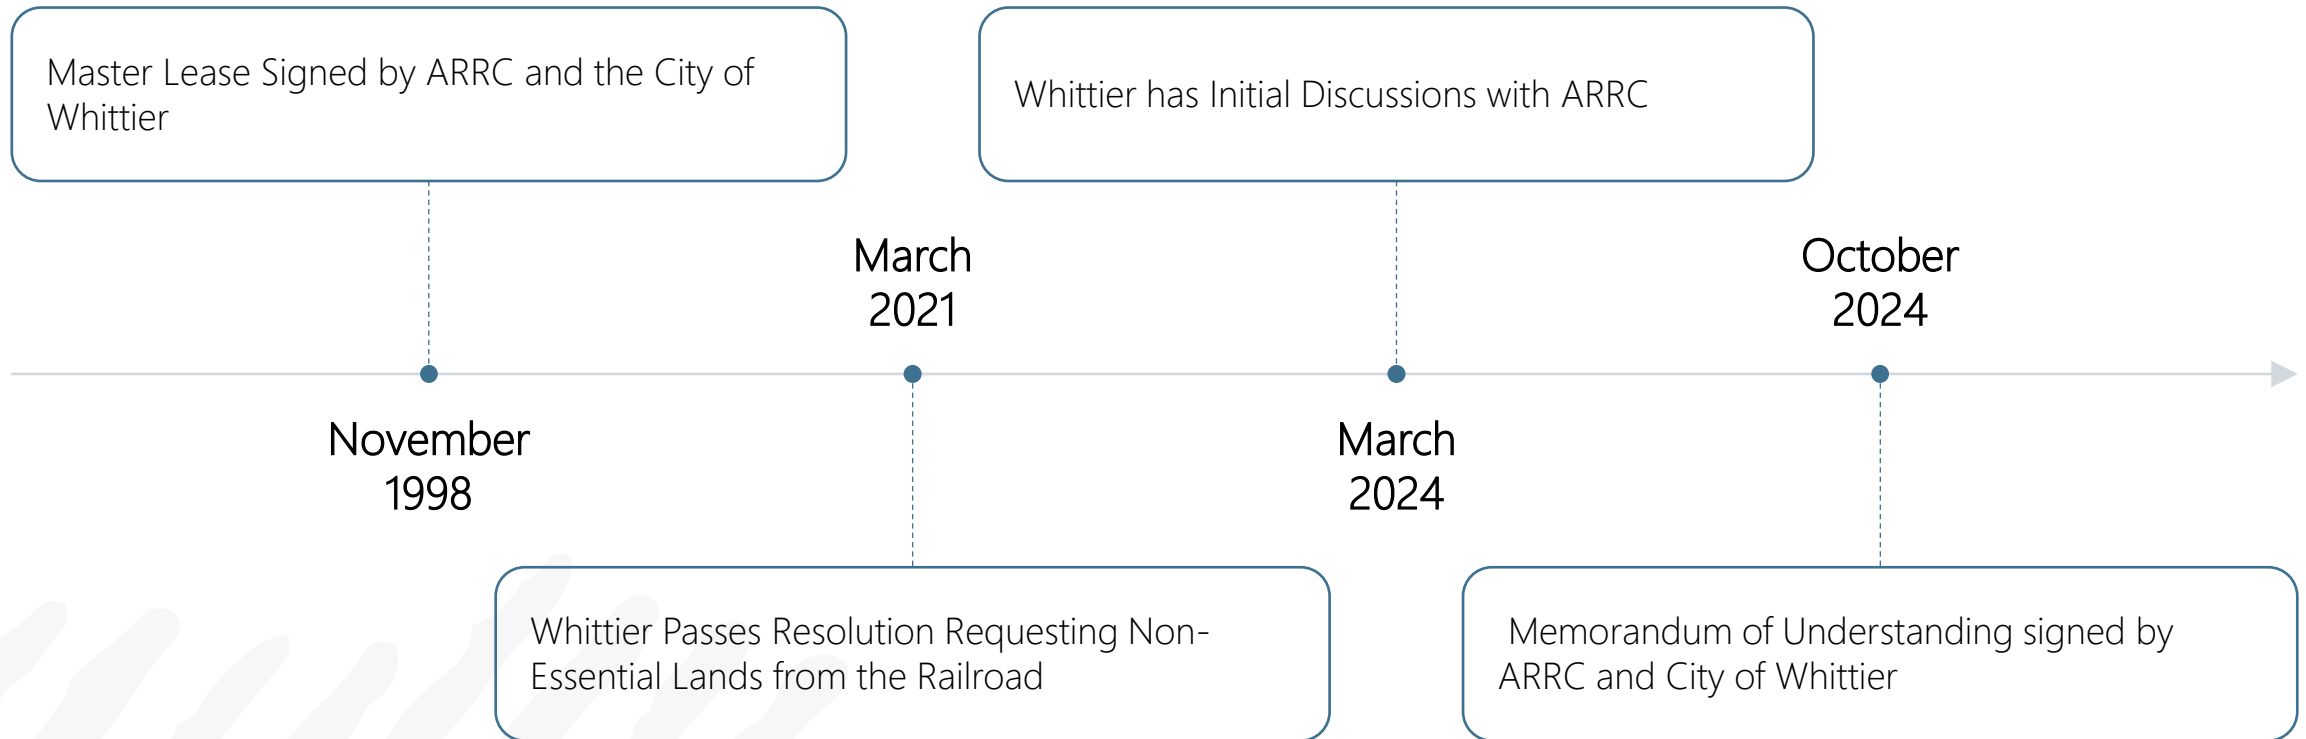 Master Lease Signed by ARRC and the City of
Whittier
November
1998
March
2021
Whittier Passes Resolution Requesting Non-
Essential Lands from the Railroad
Whittier has Initial Discussions with ARRC
March
2024
October
2024
Memorandum of Understanding signed by
ARRC and City of Whittier